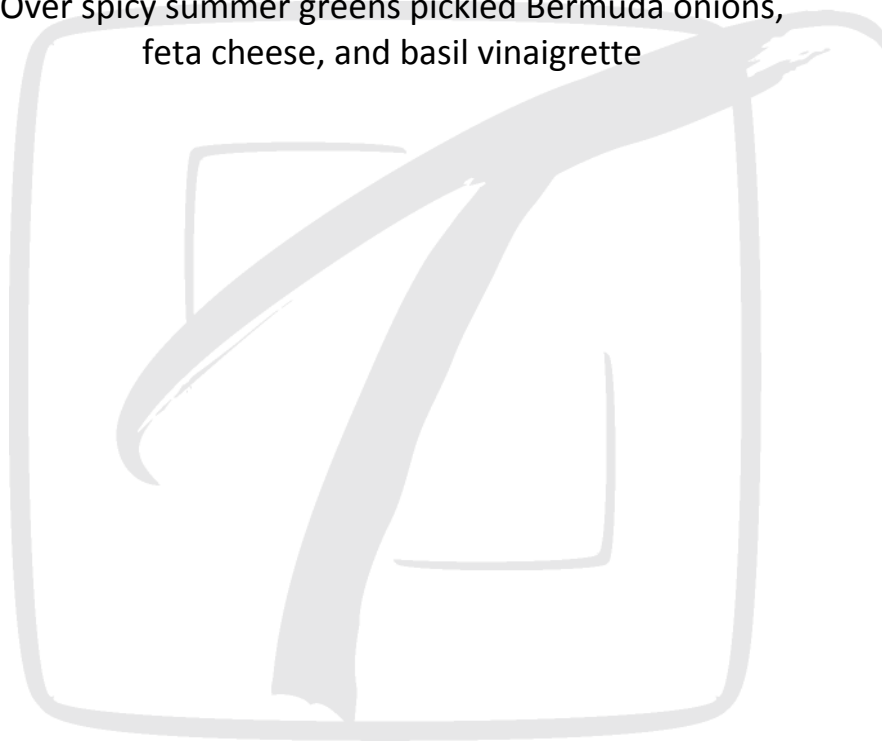 Over spicy summer greens pickled Bermuda onions,
feta cheese, and basil vinaigrette